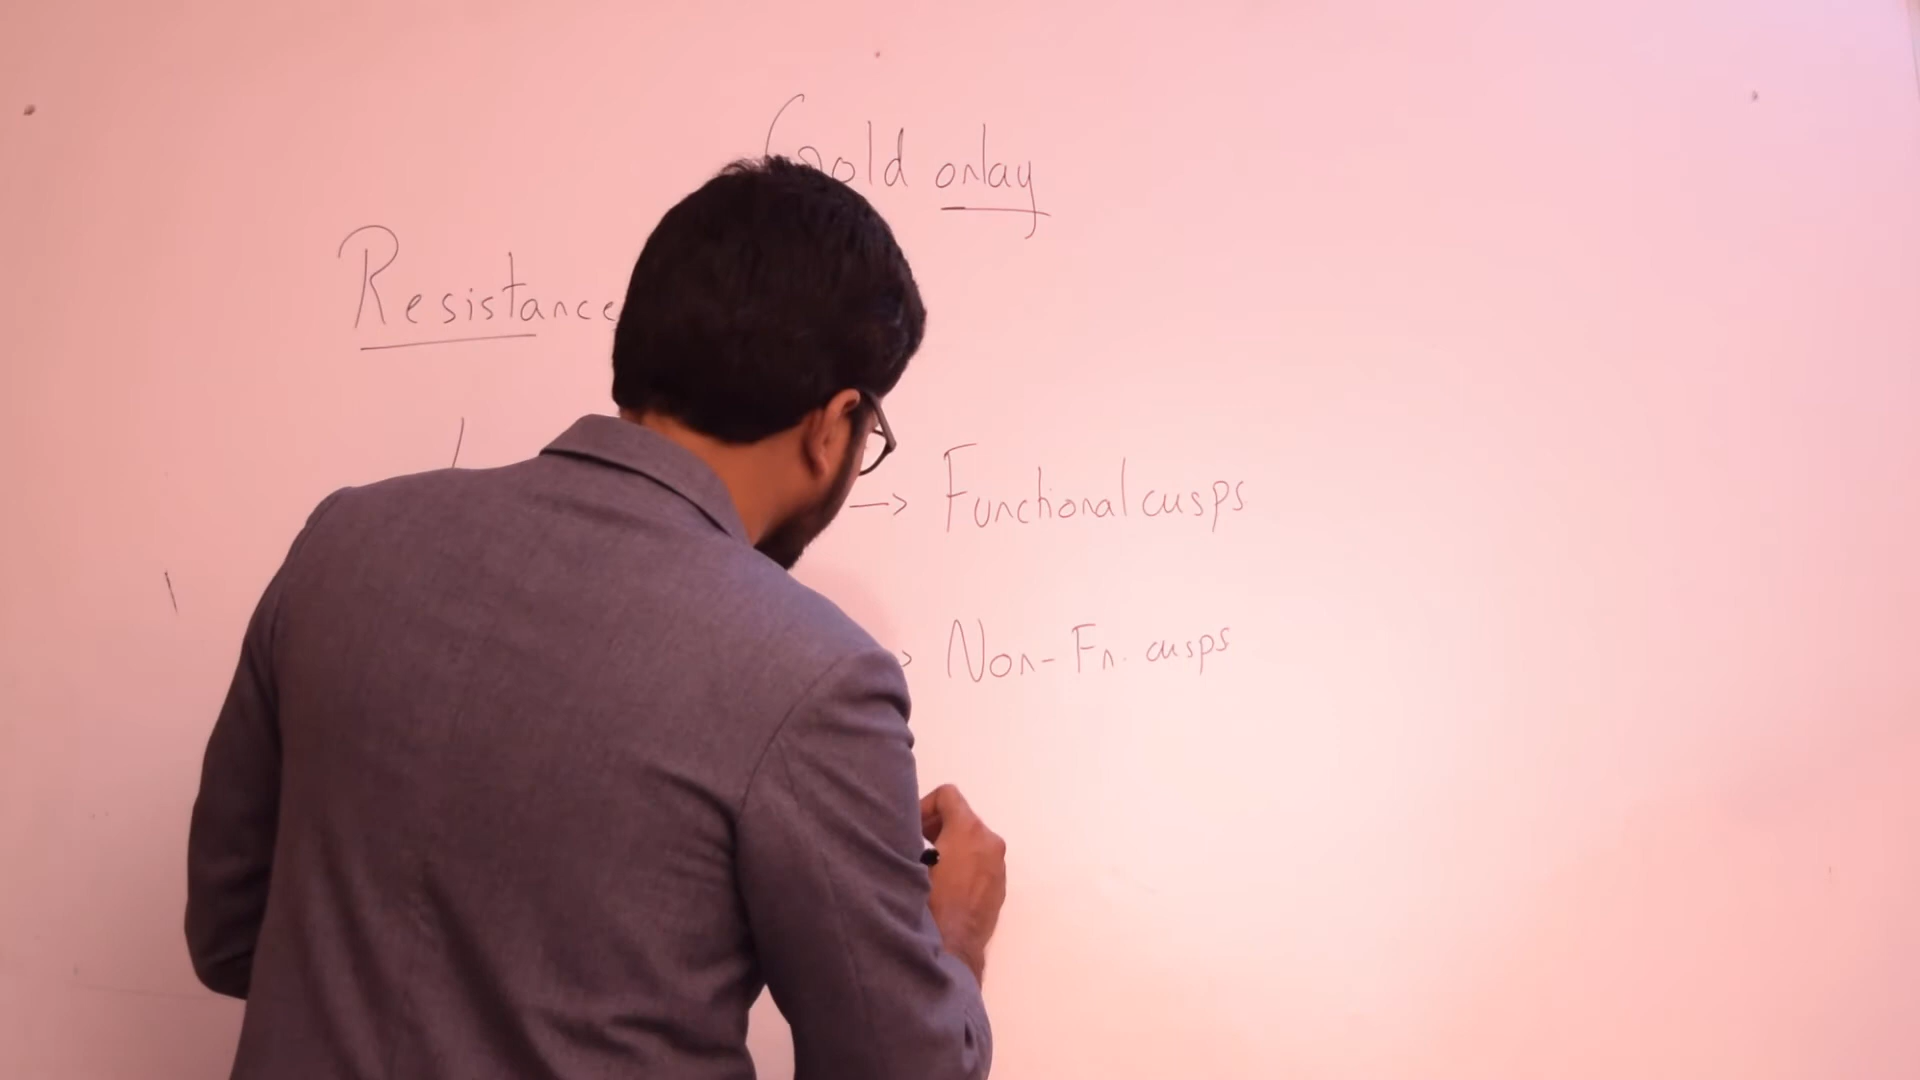 Gold onlay
Resistance
→ Functional cusps
Non-Fn. cusps